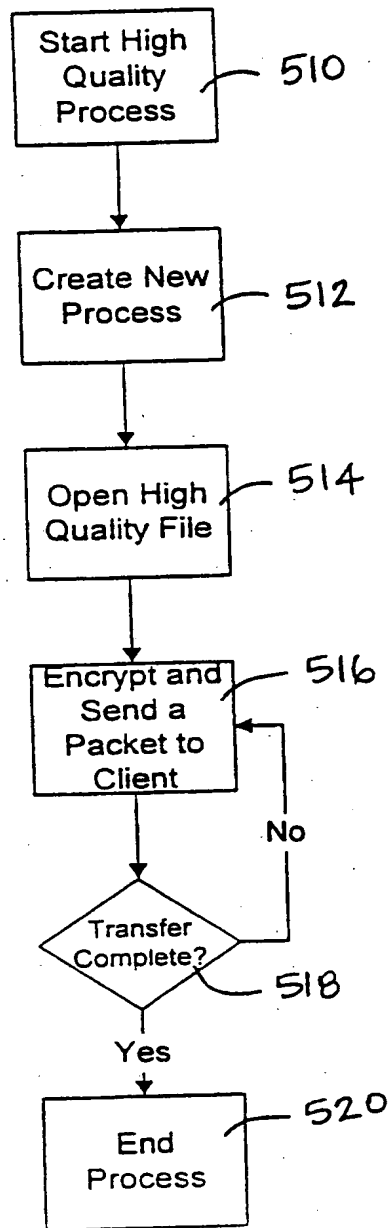 Start High
Quality
Process
510
Create New
Process
512
Open High
Quality File
514
Encrypt and
Send a
Packet to
Client
516
No
Transfer
Complete?
518
Yes
End
Process
520